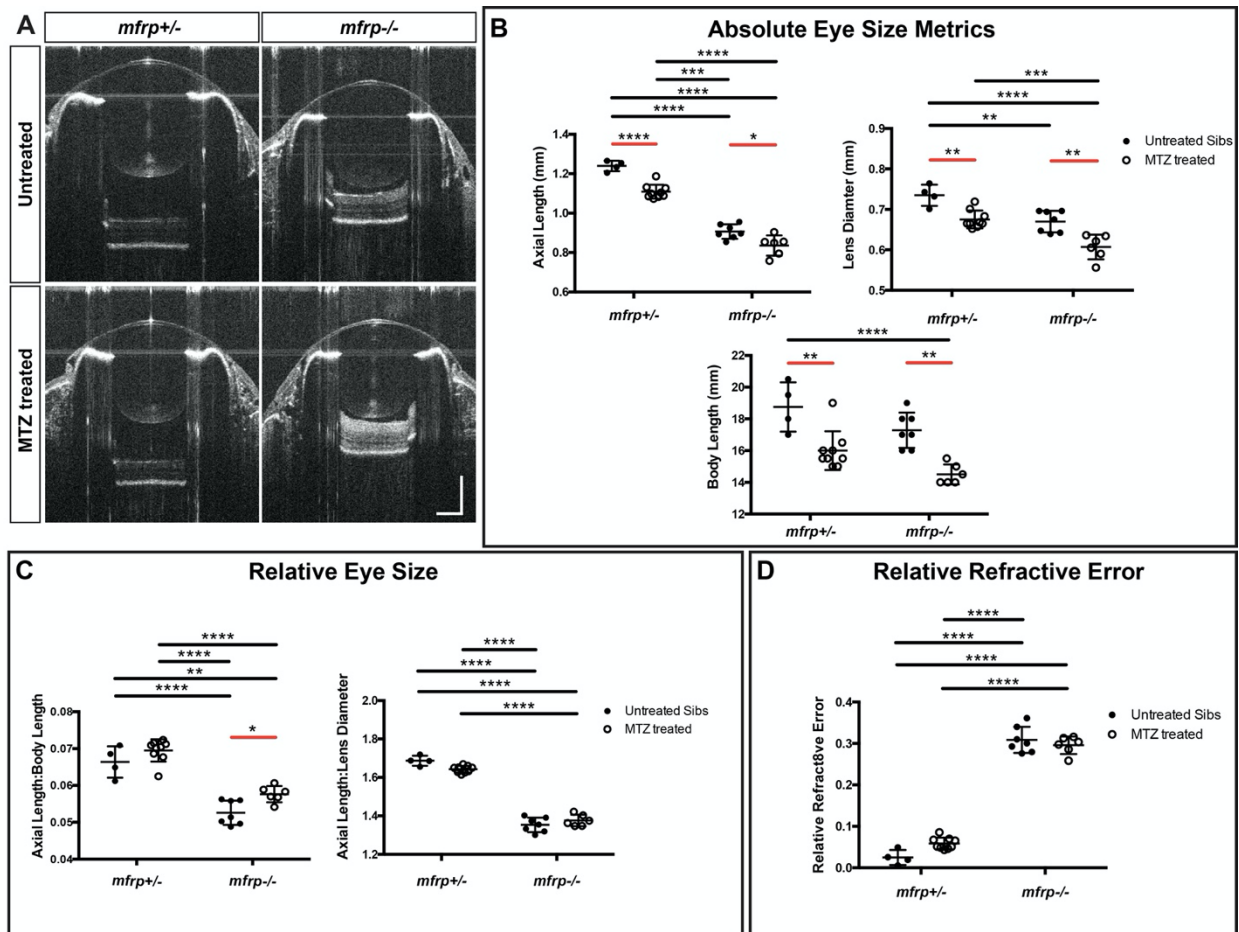 A
mfrp+/-
mfrp-/-
Untreated
MTZ treated
B
Absolute Eye Size Metrics
****
***
****
****
****
*
Axial Length (mm)
1.4
1.2
1.0
0.8
0.6
mfrp+/-
mfrp-/-
***
****
**
**
**
Lens Diamter (mm)
0.9
0.8
0.7
0.6
0.5
mfrp+/-
mfrp-/-
Untreated Sibs
MTZ treated
****
**
**
Body Length (mm)
22
20
18
16
14
12
mfrp+/-
mfrp-/-
C
Relative Eye Size
****
****
**
****
*
Axial Length:Body Length
0.08
0.07
0.06
0.05
0.04
mfrp+/-
mfrp-/-
****
****
****
****
Axial Length:Lens Diameter
2.0
1.8
1.6
1.4
1.2
mfrp+/-
mfrp-/-
Untreated Sibs
MTZ treated
D
Relative Refractive Error
****
****
****
****
Relative Refract8ve Error
0.4
0.3
0.2
0.1
0.0
mfrp+/-
mfrp-/-
Untreated Sibs
MTZ treated